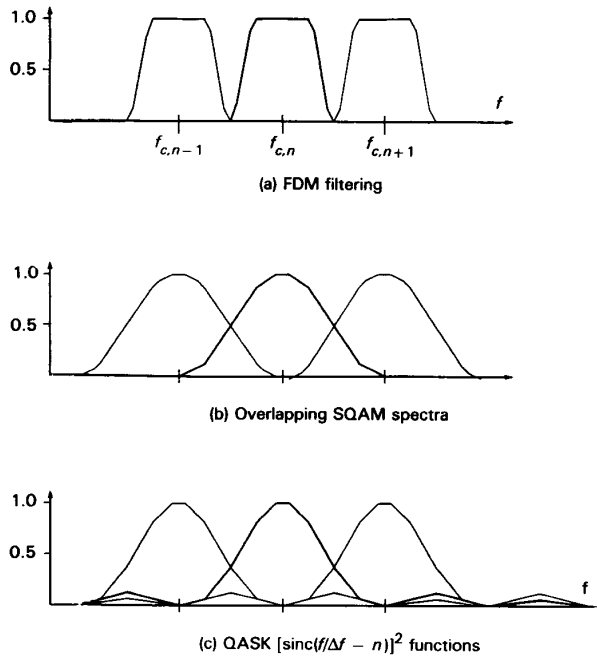 1.0
0.5
f
f_{c,n-1} f_{c,n} f_{c,n+1}
(a) FDM filtering
1.0
0.5
(b) Overlapping SQAM spectra
1.0
0.5
f
(c) QASK [sinc(f/Δf − n)]² functions